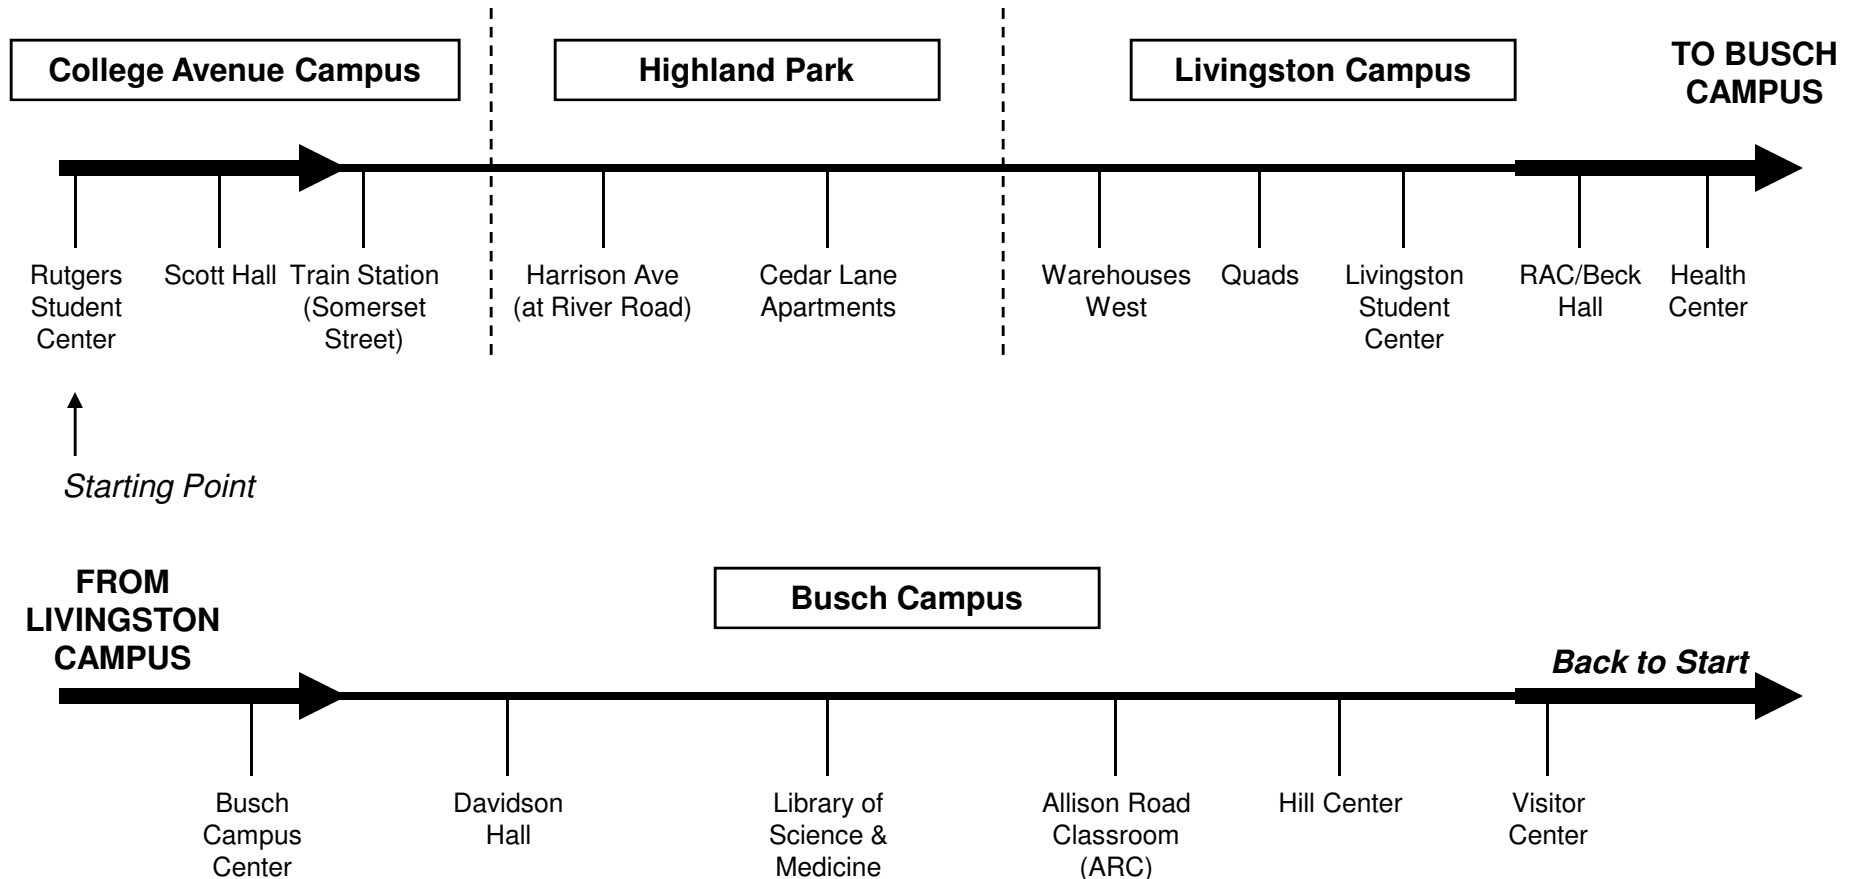 College Avenue Campus
Highland Park
Livingston Campus
TO BUSCH
CAMPUS
Rutgers
Student
Center
Scott Hall
Train Station
(Somerset
Street)
Harrison Ave
(at River Road)
Cedar Lane
Apartments
Warehouses
West
Quads
Livingston
Student
Center
RAC/Beck
Hall
Health
Center
Starting Point
FROM
LIVINGSTON
CAMPUS
Busch Campus
Back to Start
Busch
Campus
Center
Davidson
Hall
Library of
Science &
Medicine
Allison Road
Classroom
(ARC)
Hill Center
Visitor
Center